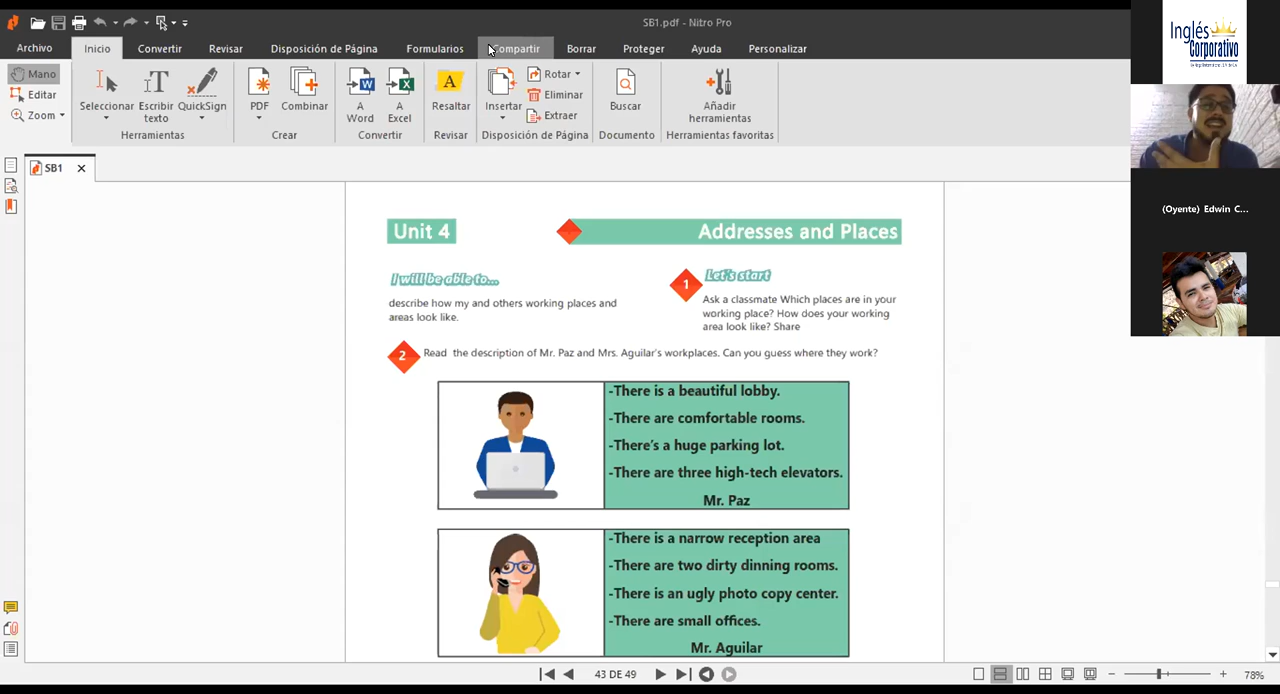 SB1.pdf - Nitro Pro
Archivo Inicio Convertir Revisar Disposición de Página Formularios Compartir Borrar Proteger Ayuda Personalizar
Mano
Editar
Zoom
Seleccionar
Escribir texto
QuickSign
Herramientas
PDF
Combinar
Crear
A Word
A Excel
Convertir
Resaltar
Revisar
Insertar
Rotar
Eliminar
Extraer
Disposición de Página
Buscar
Documento
Añadir herramientas
Herramientas favoritas
SB1
Unit 4
Addresses and Places
I will be able to...
describe how my and others working places and
areas look like.
1
Let's start
Ask a classmate Which places are in your
working place? How does your working
area look like? Share
2
Read the description of Mr. Paz and Mrs. Aguilar's workplaces. Can you guess where they work?
-There is a beautiful lobby.
-There are comfortable rooms.
-There's a huge parking lot.
-There are three high-tech elevators.
Mr. Paz
-There is a narrow reception area
-There are two dirty dinning rooms.
-There is an ugly photo copy center.
-There are small offices.
Mr. Aguilar
43 DE 49
78%
Inglés
Corporativo
(Oyente) Edwin C...